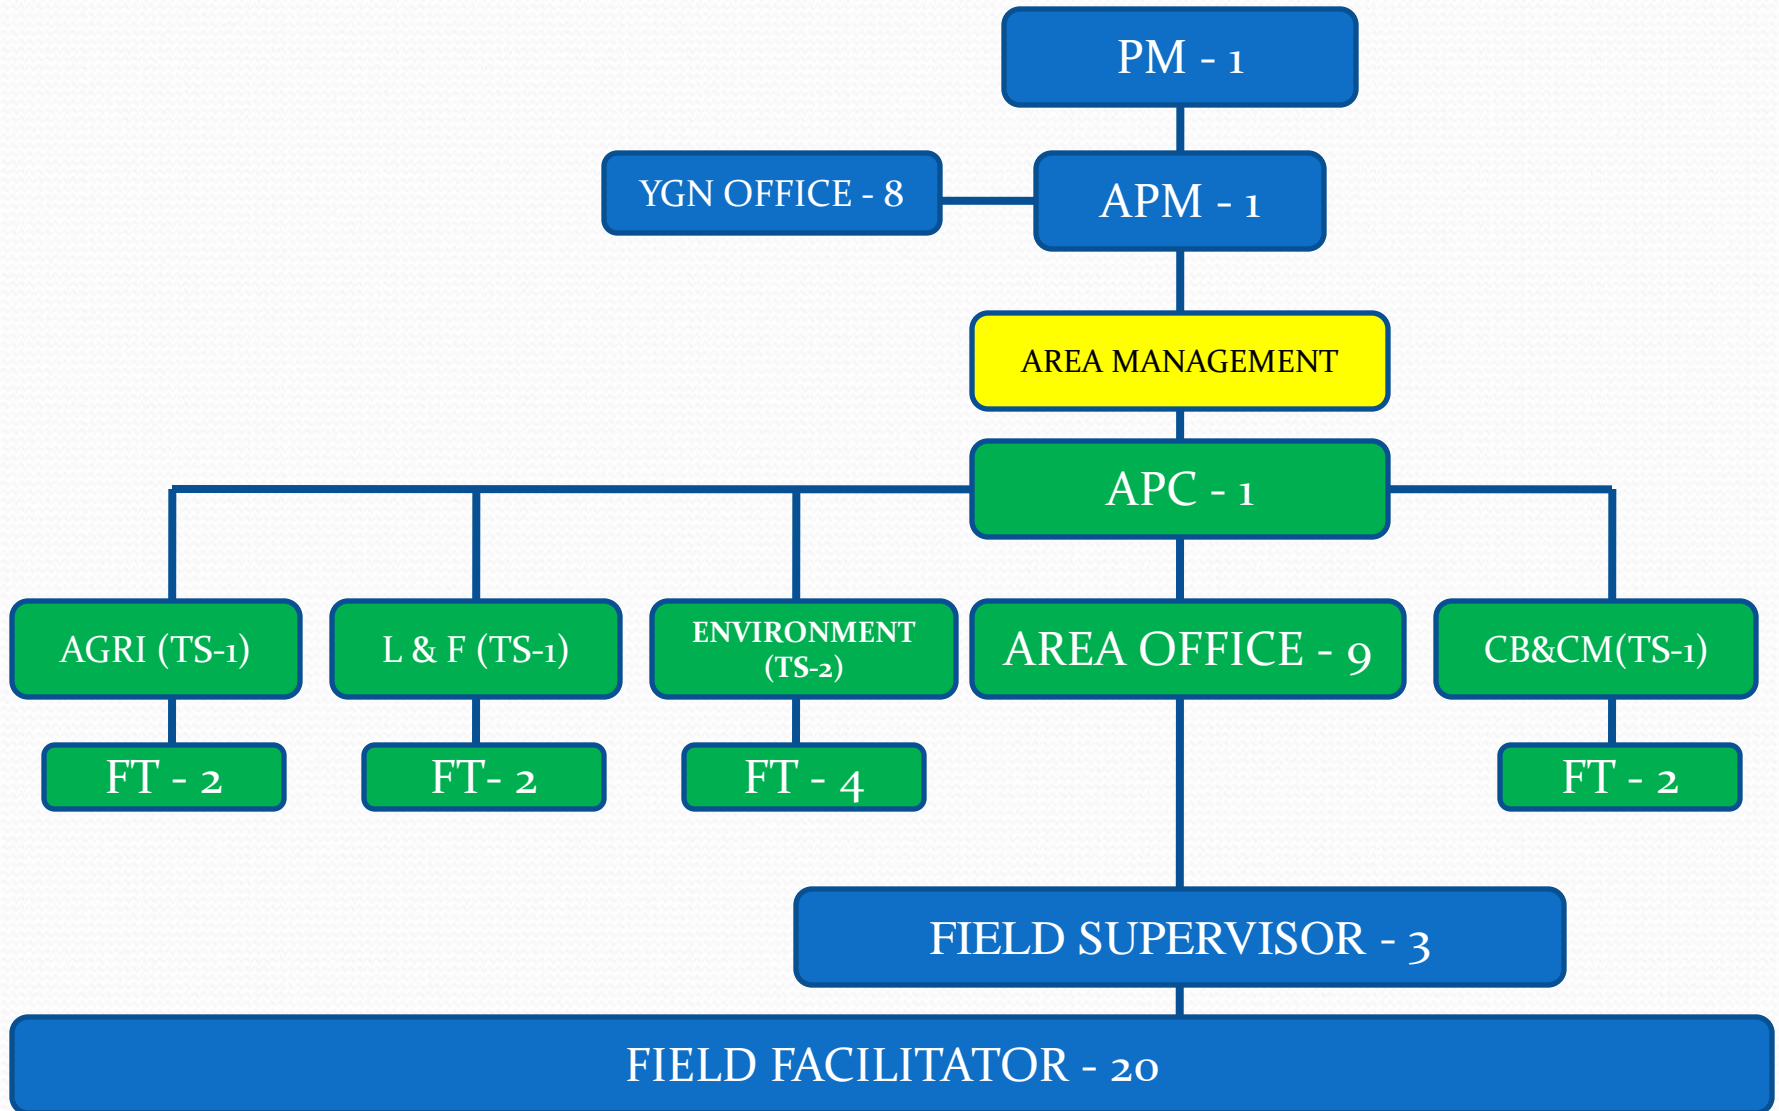 PM - 1
YGN OFFICE - 8
APM - 1
AREA MANAGEMENT
APC - 1
AGRI (TS-1)
L & F (TS-1)
ENVIRONMENT
(TS-2)
AREA OFFICE - 9
CB&CM(TS-1)
FT - 2
FT- 2
FT - 4
FT - 2
FIELD SUPERVISOR - 3
FIELD FACILITATOR - 20